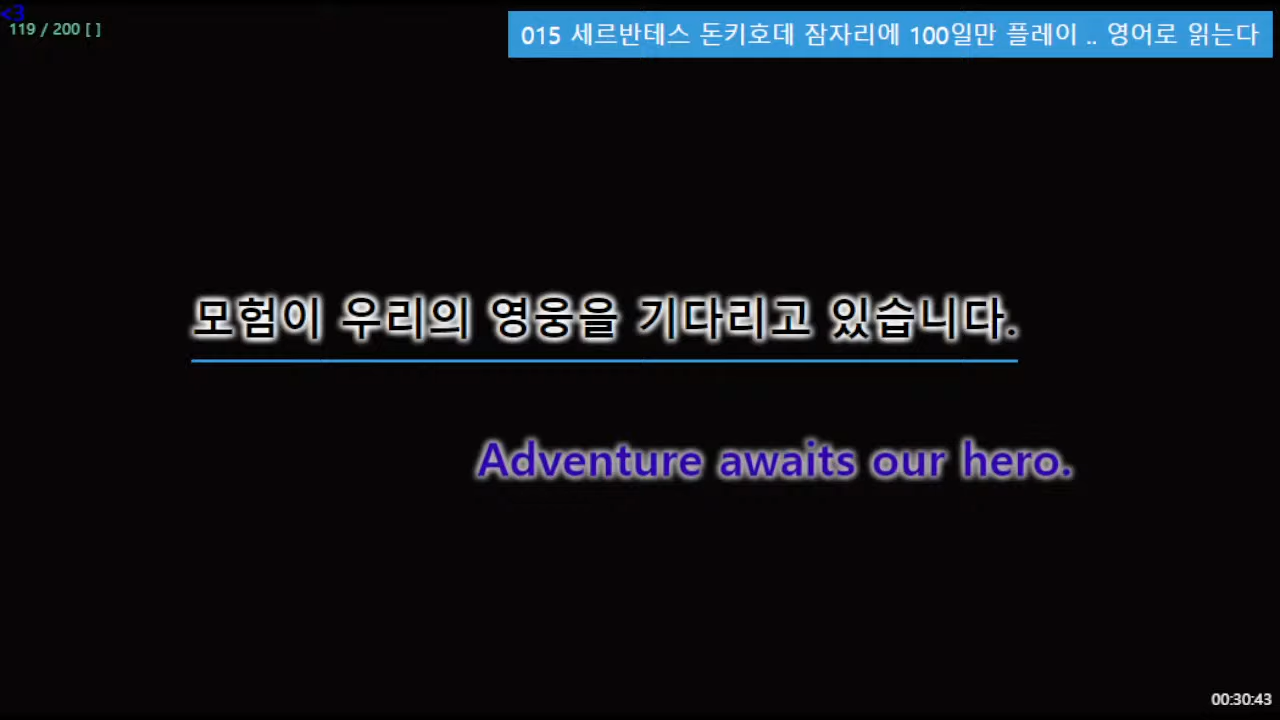 <3
119 / 200 [ ]
015 세르반테스 돈키호데 잠자리에 100일만 플레이 .. 영어로 읽는다
모험이 우리의 영웅을 기다리고 있습니다.
Adventure awaits our hero.
00:30:43